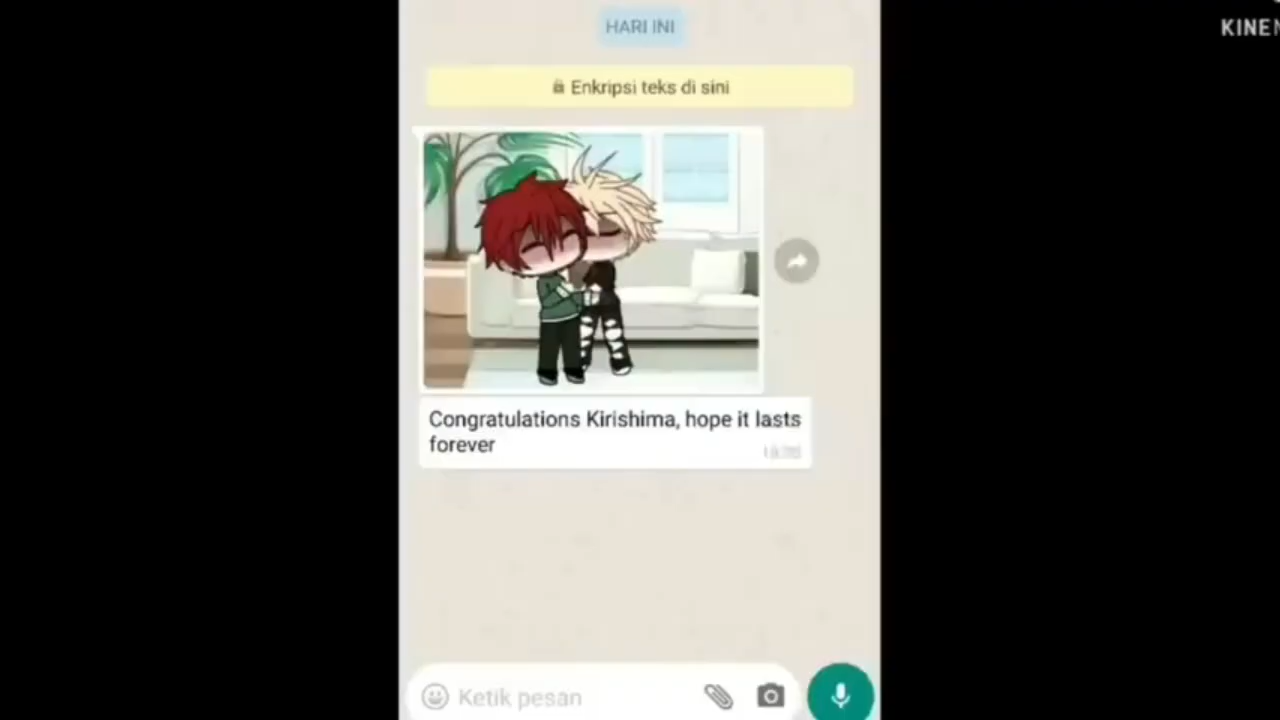 HARI INI
KINE
Enkripsi teks di sini
Congratulations Kirishima, hope it lasts
forever
Ketik pesan